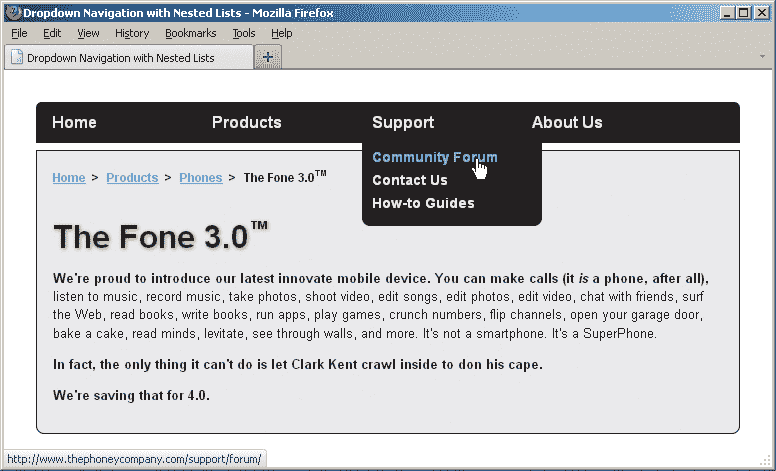 Dropdown Navigation with Nested Lists - Mozilla Firefox
File Edit View History Bookmarks Tools Help
Dropdown Navigation with Nested Lists
Home Products Support About Us
Community Forum
Contact Us
How-to Guides
Home > Products > Phones > The Fone 3.0™
The Fone 3.0™
We're proud to introduce our latest innovate mobile device. You can make calls (it is a phone, after all),
listen to music, record music, take photos, shoot video, edit songs, edit photos, edit video, chat with friends, surf
the Web, read books, write books, run apps, play games, crunch numbers, flip channels, open your garage door,
bake a cake, read minds, levitate, see through walls, and more. It's not a smartphone. It's a SuperPhone.
In fact, the only thing it can't do is let Clark Kent crawl inside to don his cape.
We're saving that for 4.0.
http://www.thephoneycompany.com/support/forum/